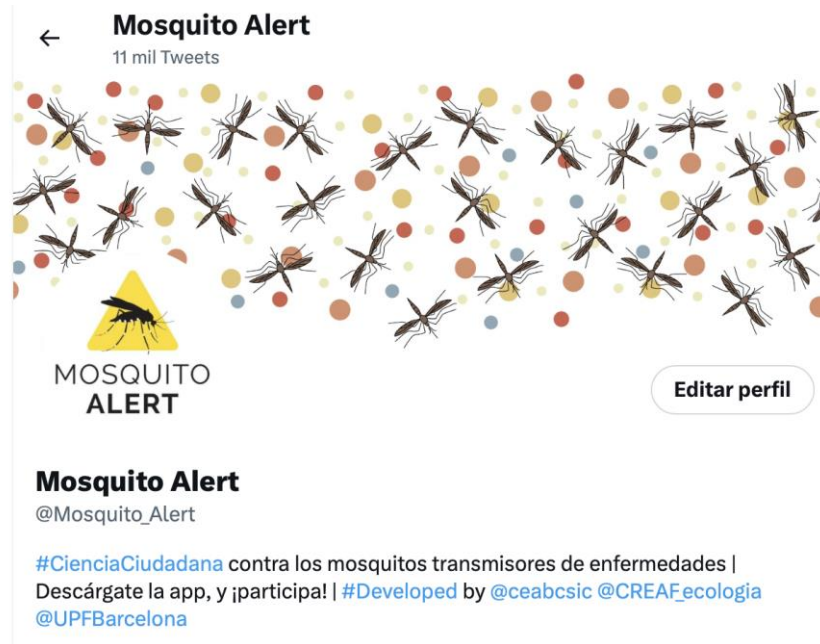 Mosquito Alert
11 mil Tweets
MOSQUITO
ALERT
Editar perfil
Mosquito Alert
@Mosquito_Alert
#CienciaCiudadana contra los mosquitos transmisores de enfermedades |
Descárgate la app, y ¡participa! | #Developed by @ceabcsic @CREAF_ecologia
@UPFBarcelona